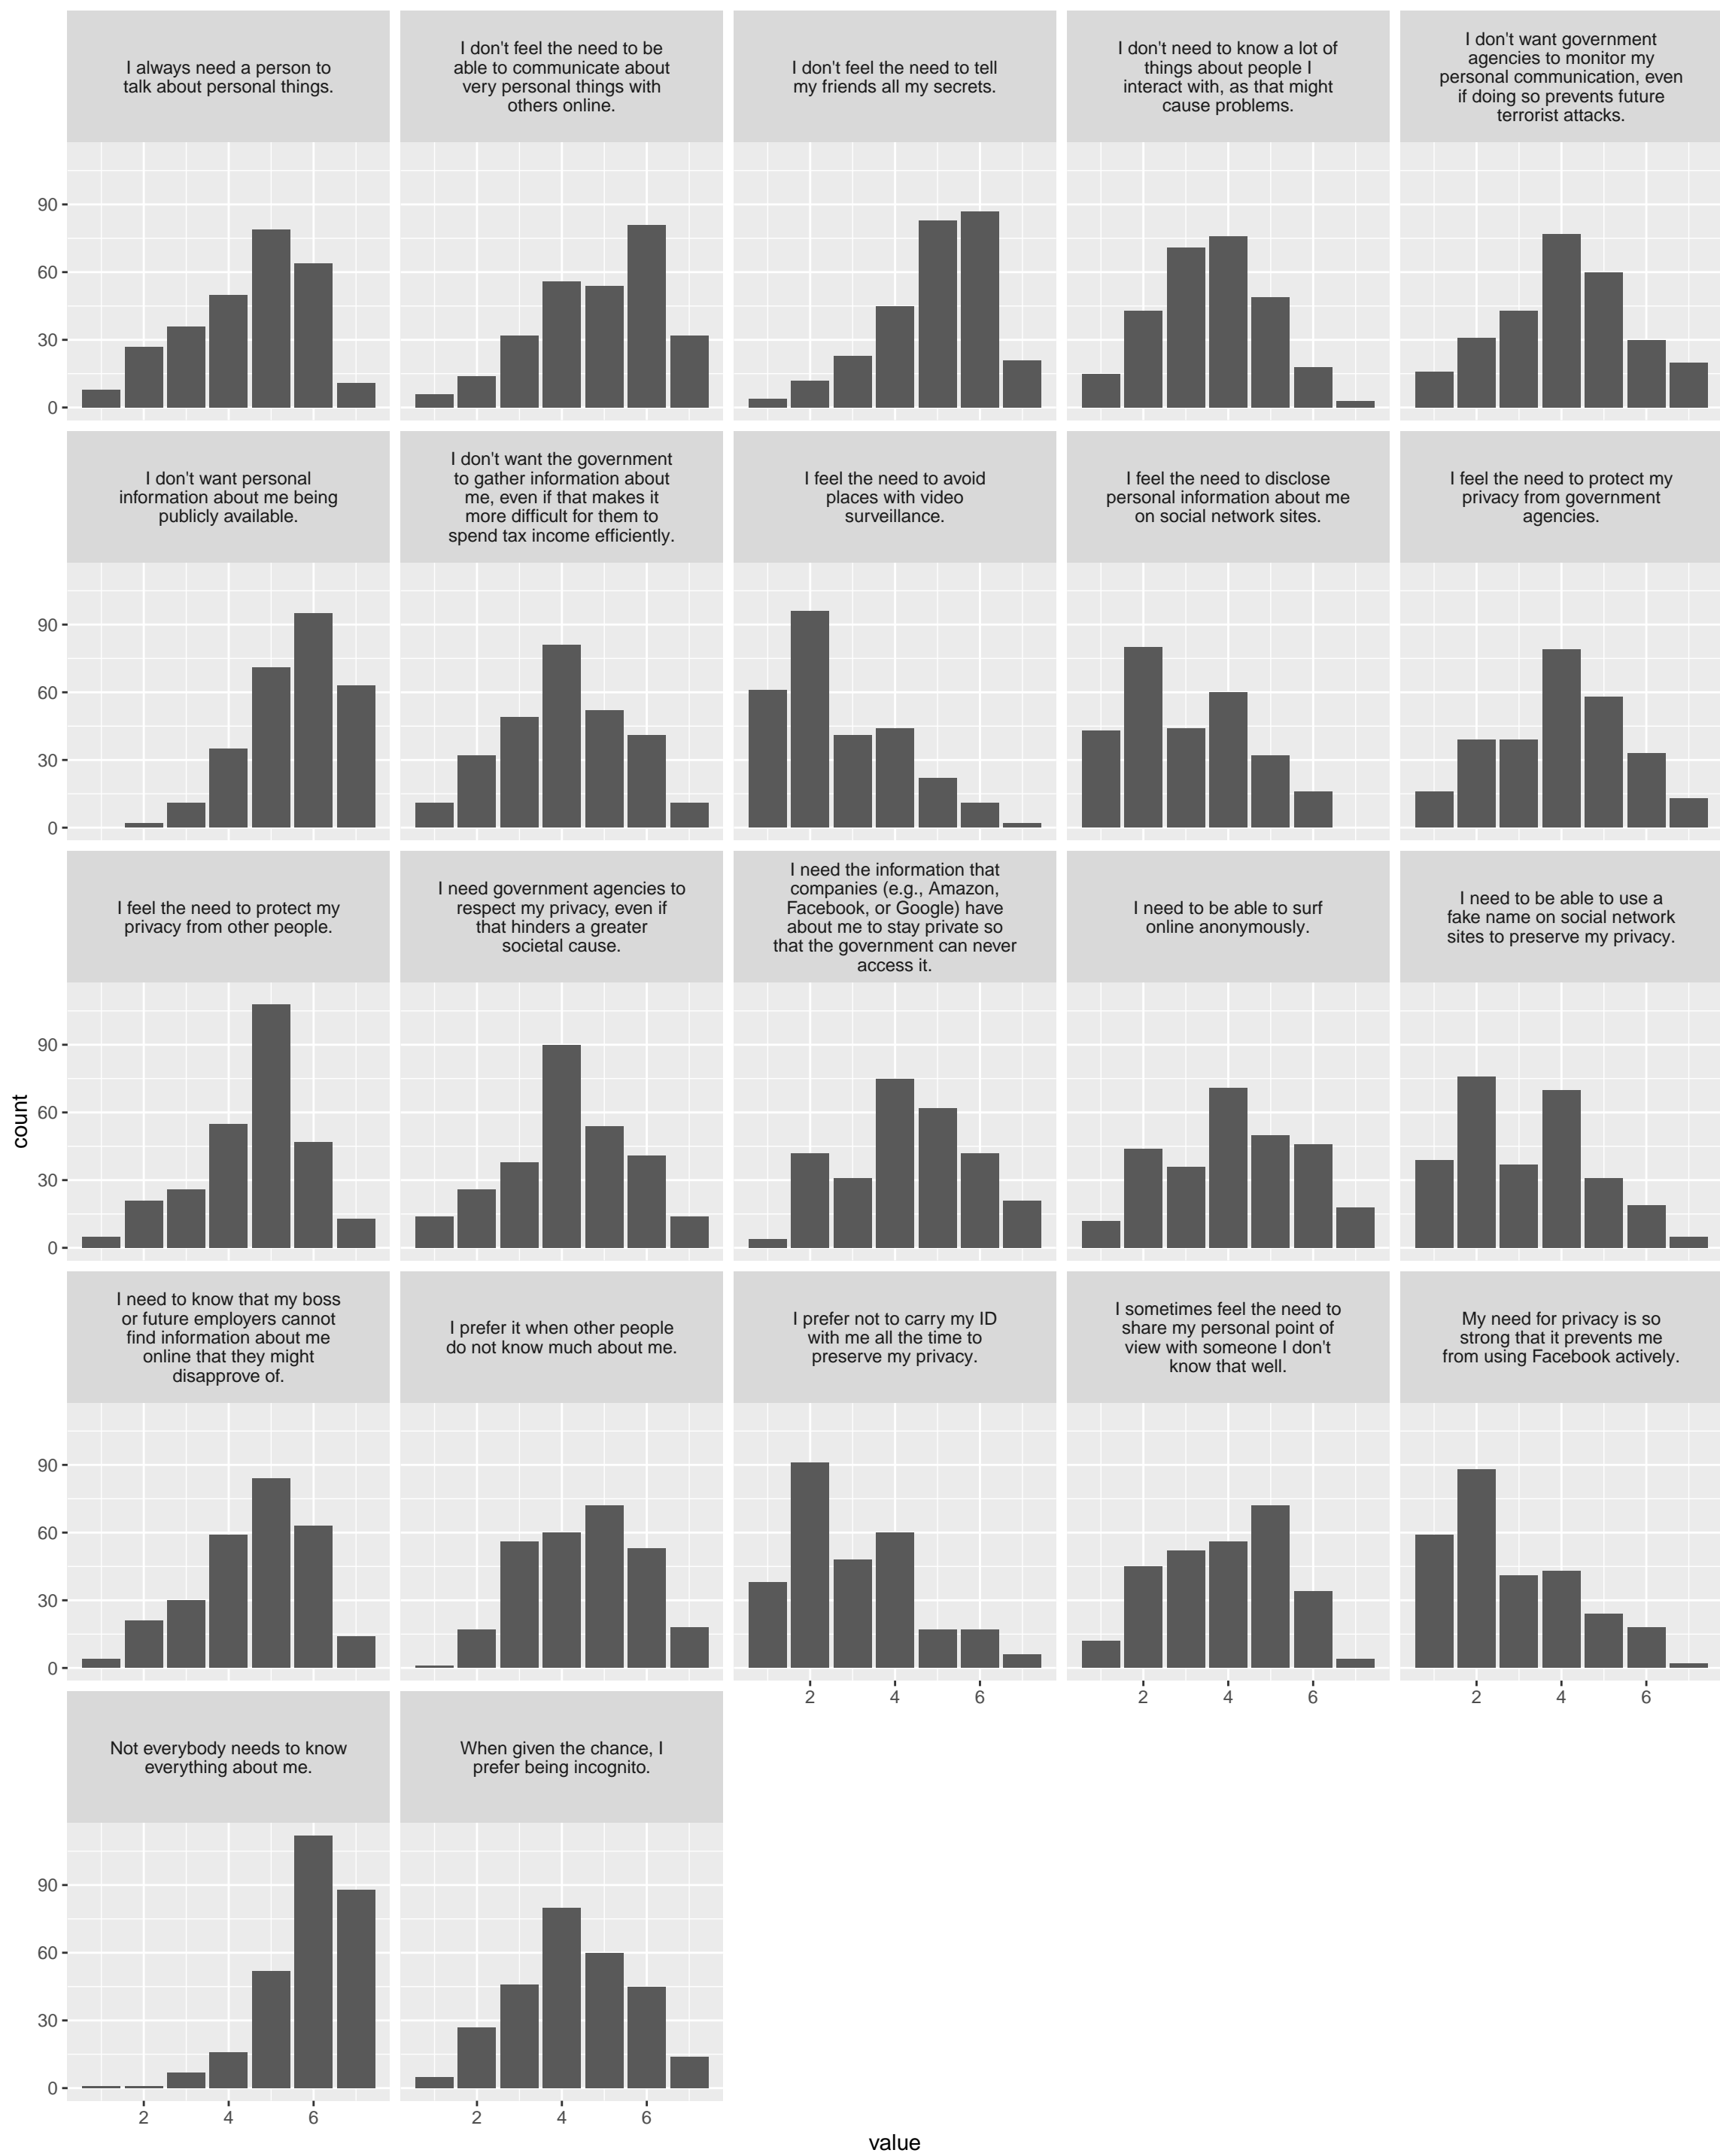 I always need a person to
talk about personal things.
I don't feel the need to be
able to communicate about
very personal things with
others online.
I don't feel the need to tell
my friends all my secrets.
I don't need to know a lot of
things about people I
interact with, as that might
cause problems.
I don't want government
agencies to monitor my
personal communication, even
if doing so prevents future
terrorist attacks.
90
60
30
0
I don't want personal
information about me being
publicly available.
I don't want the government
to gather information about
me, even if that makes it
more difficult for them to
spend tax income efficiently.
I feel the need to avoid
places with video
surveillance.
I feel the need to disclose
personal information about me
on social network sites.
I feel the need to protect my
privacy from government
agencies.
90
60
30
0
I feel the need to protect my
privacy from other people.
I need government agencies to
respect my privacy, even if
that hinders a greater
societal cause.
I need the information that
companies (e.g., Amazon,
Facebook, or Google) have
about me to stay private so
that the government can never
access it.
I need to be able to surf
online anonymously.
I need to be able to use a
fake name on social network
sites to preserve my privacy.
count
90
60
30
0
I need to know that my boss
or future employers cannot
find information about me
online that they might
disapprove of.
I prefer it when other people
do not know much about me.
I prefer not to carry my ID
with me all the time to
preserve my privacy.
I sometimes feel the need to
share my personal point of
view with someone I don't
know that well.
My need for privacy is so
strong that it prevents me
from using Facebook actively.
90
60
30
0
2 4 6
2 4 6
2 4 6
Not everybody needs to know
everything about me.
When given the chance, I
prefer being incognito.
90
60
30
0
2 4 6
2 4 6
value